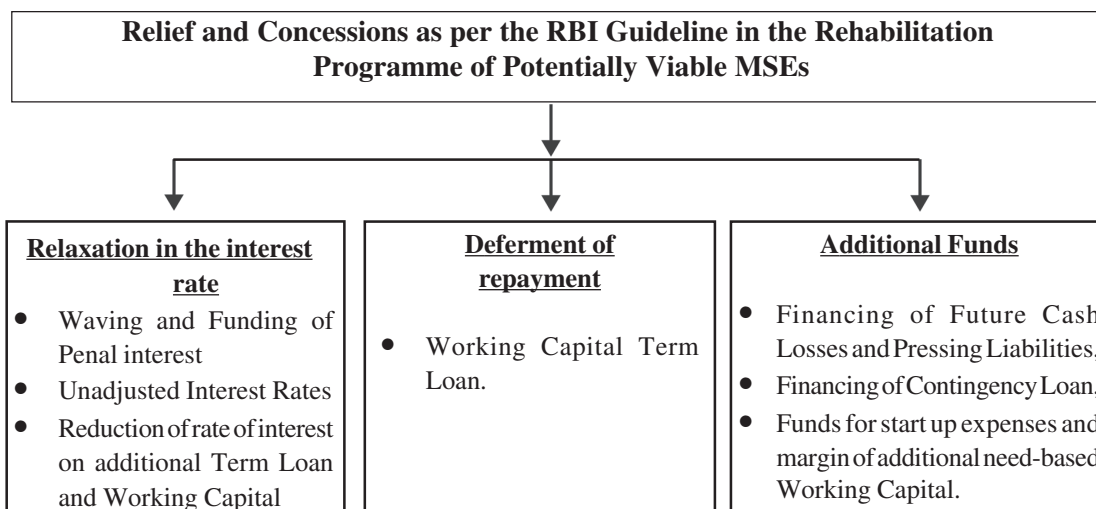 Relief and Concessions as per the RBI Guideline in the Rehabilitation
Programme of Potentially Viable MSEs
Relaxation in the interest
rate
• Waving and Funding of
Penal interest
• Unadjusted Interest Rates
• Reduction of rate of interest
on additional Term Loan
and Working Capital
Deferment of
repayment
• Working Capital Term
Loan.
Additional Funds
• Financing of Future Cash
Losses and Pressing Liabilities,
• Financing of Contingency Loan,
• Funds for start up expenses and
margin of additional need-based
Working Capital.